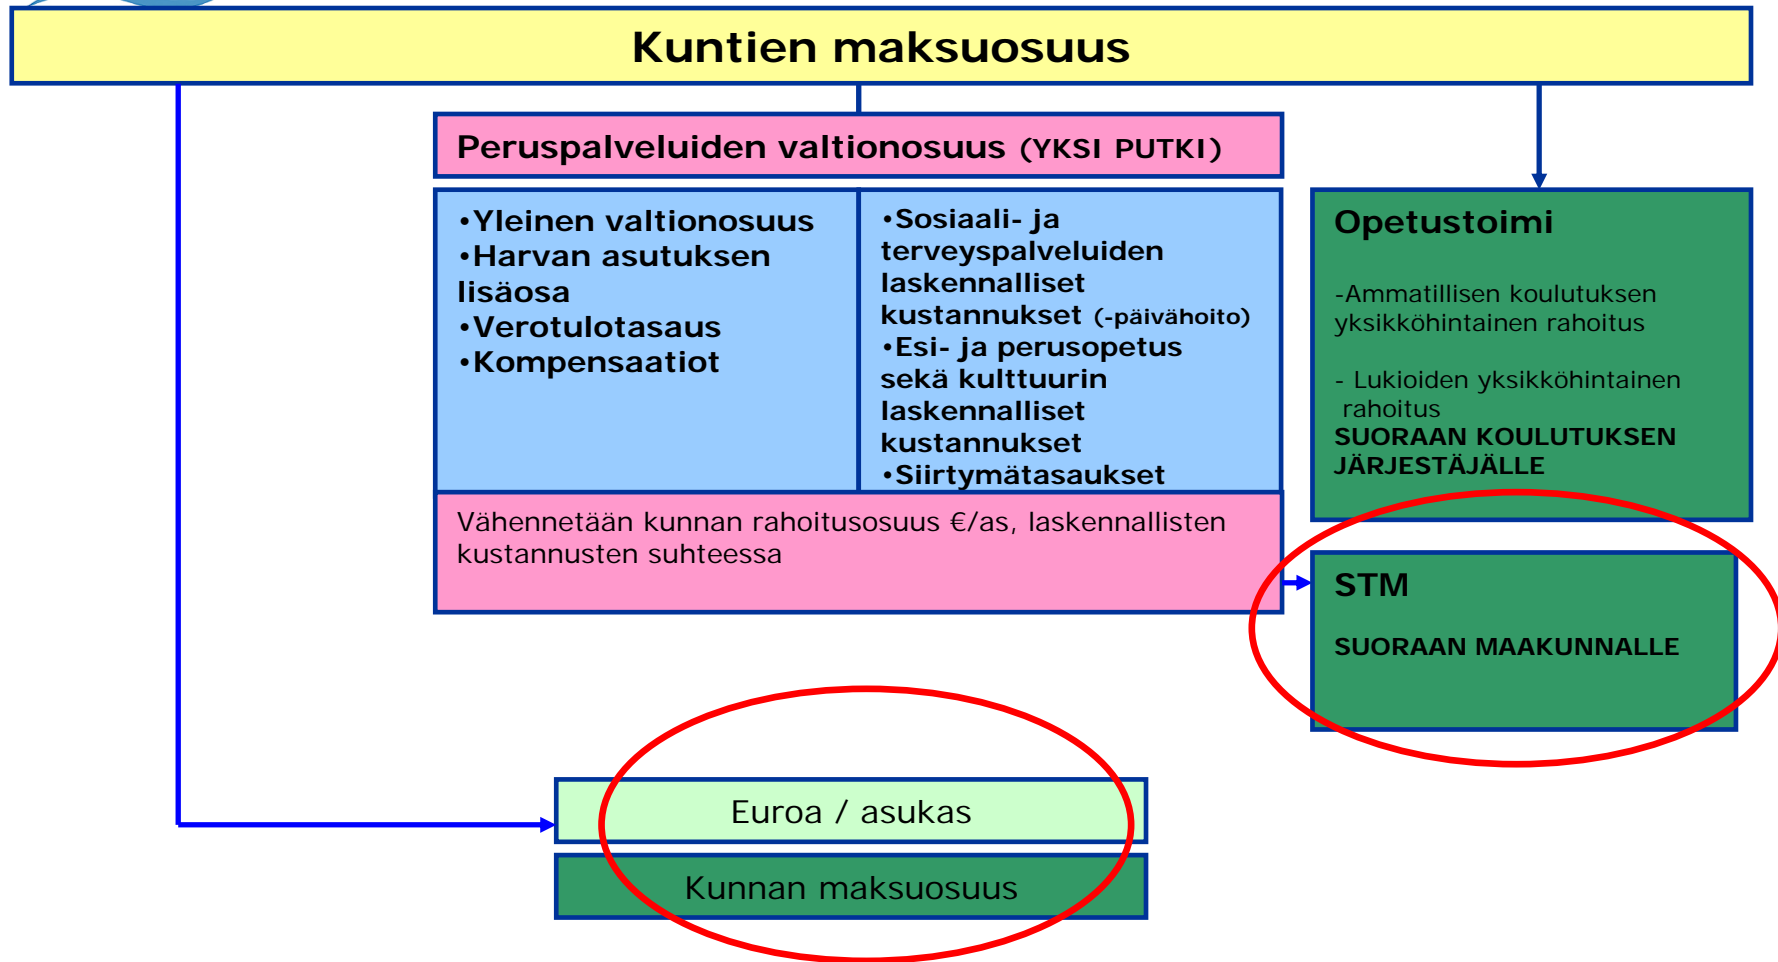 Kuntien maksuosuus
Peruspalveluiden valtionosuus (YKSI PUTKI)
•Yleinen valtionosuus
•Harvan asutuksen
lisäosa
•Verotulotasaus
•Kompensaatiot
•Sosiaali- ja
terveyspalveluiden
laskennalliset
kustannukset (-päivähoito)
•Esi- ja perusopetus
sekä kulttuurin
laskennalliset
kustannukset
•Siirtymätasaukset
Vähennetään kunnan rahoitusosuus €/as, laskennallisten
kustannusten suhteessa
Opetustoimi
-Ammatillisen koulutuksen
yksikköhintainen rahoitus
- Lukioiden yksikköhintainen
rahoitus
SUORAAN KOULUTUKSEN
JÄRJESTÄJÄLLE
STM
SUORAAN MAAKUNNALLE
Euroa / asukas
Kunnan maksuosuus